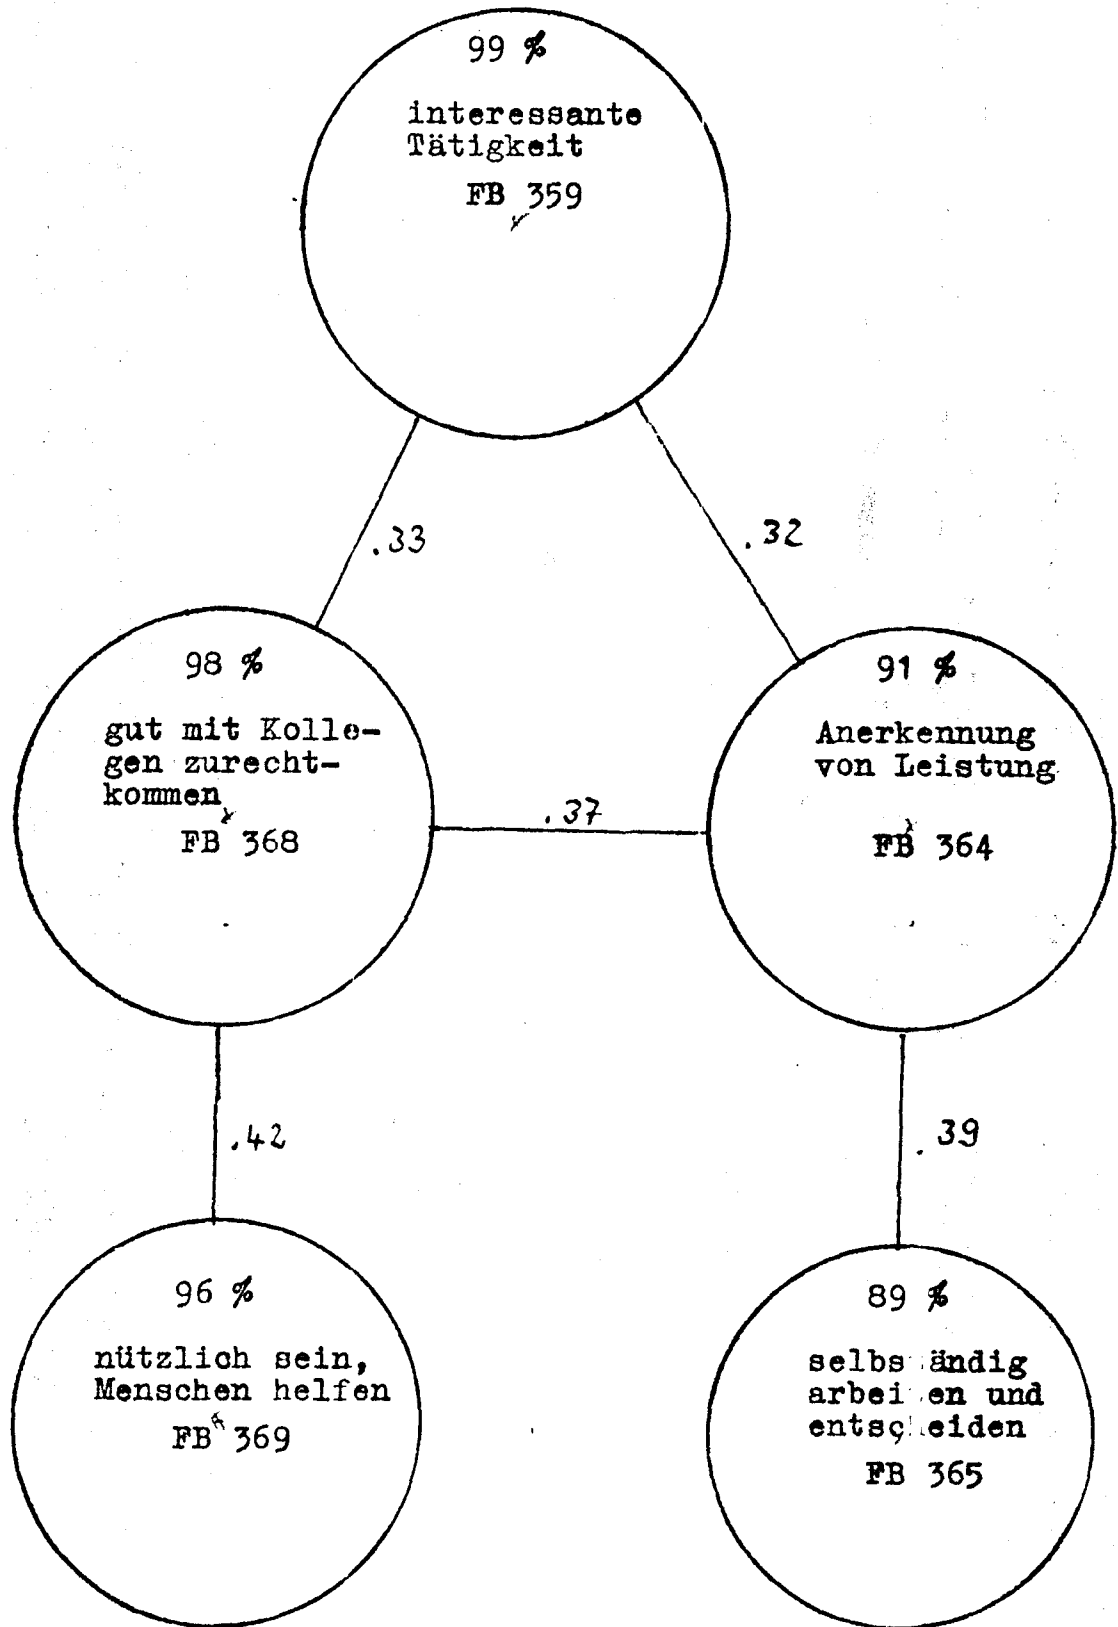 99 %
interessante
Tätigkeit
FB 359
.33
.32
98 %
gut mit Kolle-
gen zurecht-
kommen
FB 368
.37
91 %
Anerkennung
von Leistung
FB 364
.42
.39
96 %
nützlich sein,
Menschen helfen
FB 369
89 %
selbständig
arbeiten und
entscheiden
FB 365